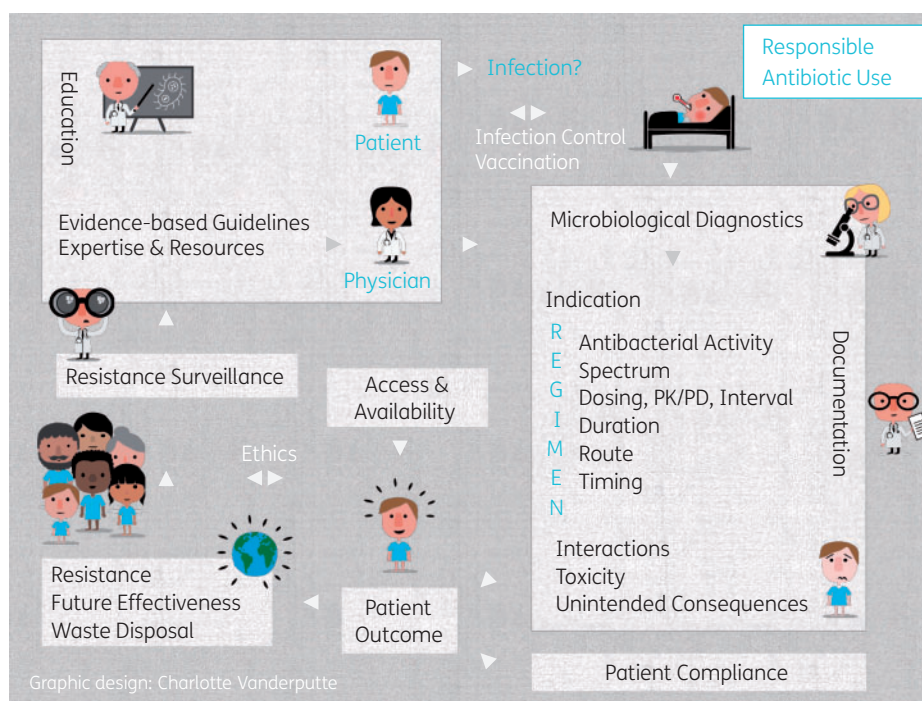 Responsible
Antibiotic Use
Education
Patient
Infection?
Infection Control
Vaccination
Evidence-based Guidelines
Expertise & Resources
Physician
Microbiological Diagnostics
Indication
REGIMEN
Antibacterial Activity
Spectrum
Dosing, PK/PD, Interval
Duration
Route
Timing
Documentation
Interactions
Toxicity
Unintended Consequences
Resistance Surveillance
Access &
Availability
Ethics
Resistance
Future Effectiveness
Waste Disposal
Patient
Outcome
Patient Compliance
Graphic design: Charlotte Vanderputte